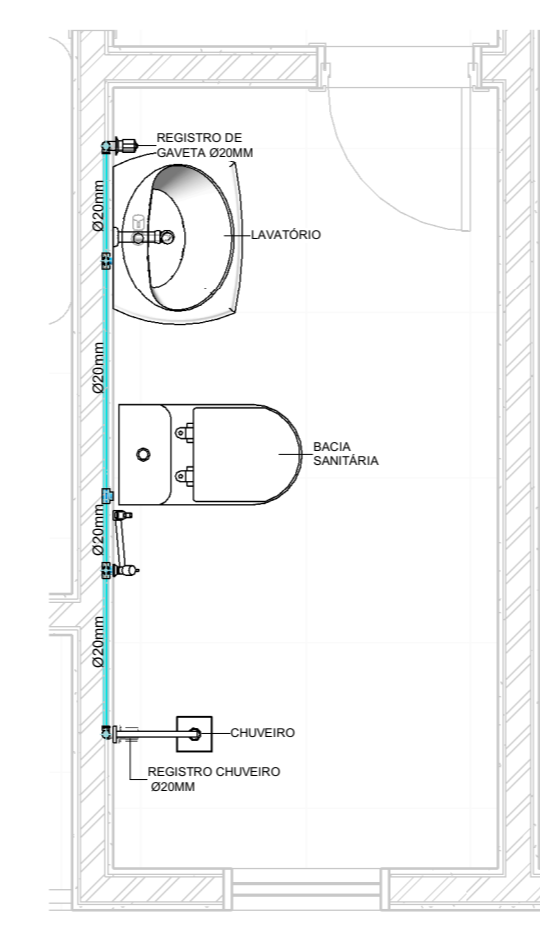 REGISTRO DE
GAVETA Ø20MM
Ø20mm
LAVATÓRIO
Ø20mm
BACIA
SANITÁRIA
Ø20mm
Ø20mm
CHUVEIRO
REGISTRO CHUVEIRO
Ø20MM